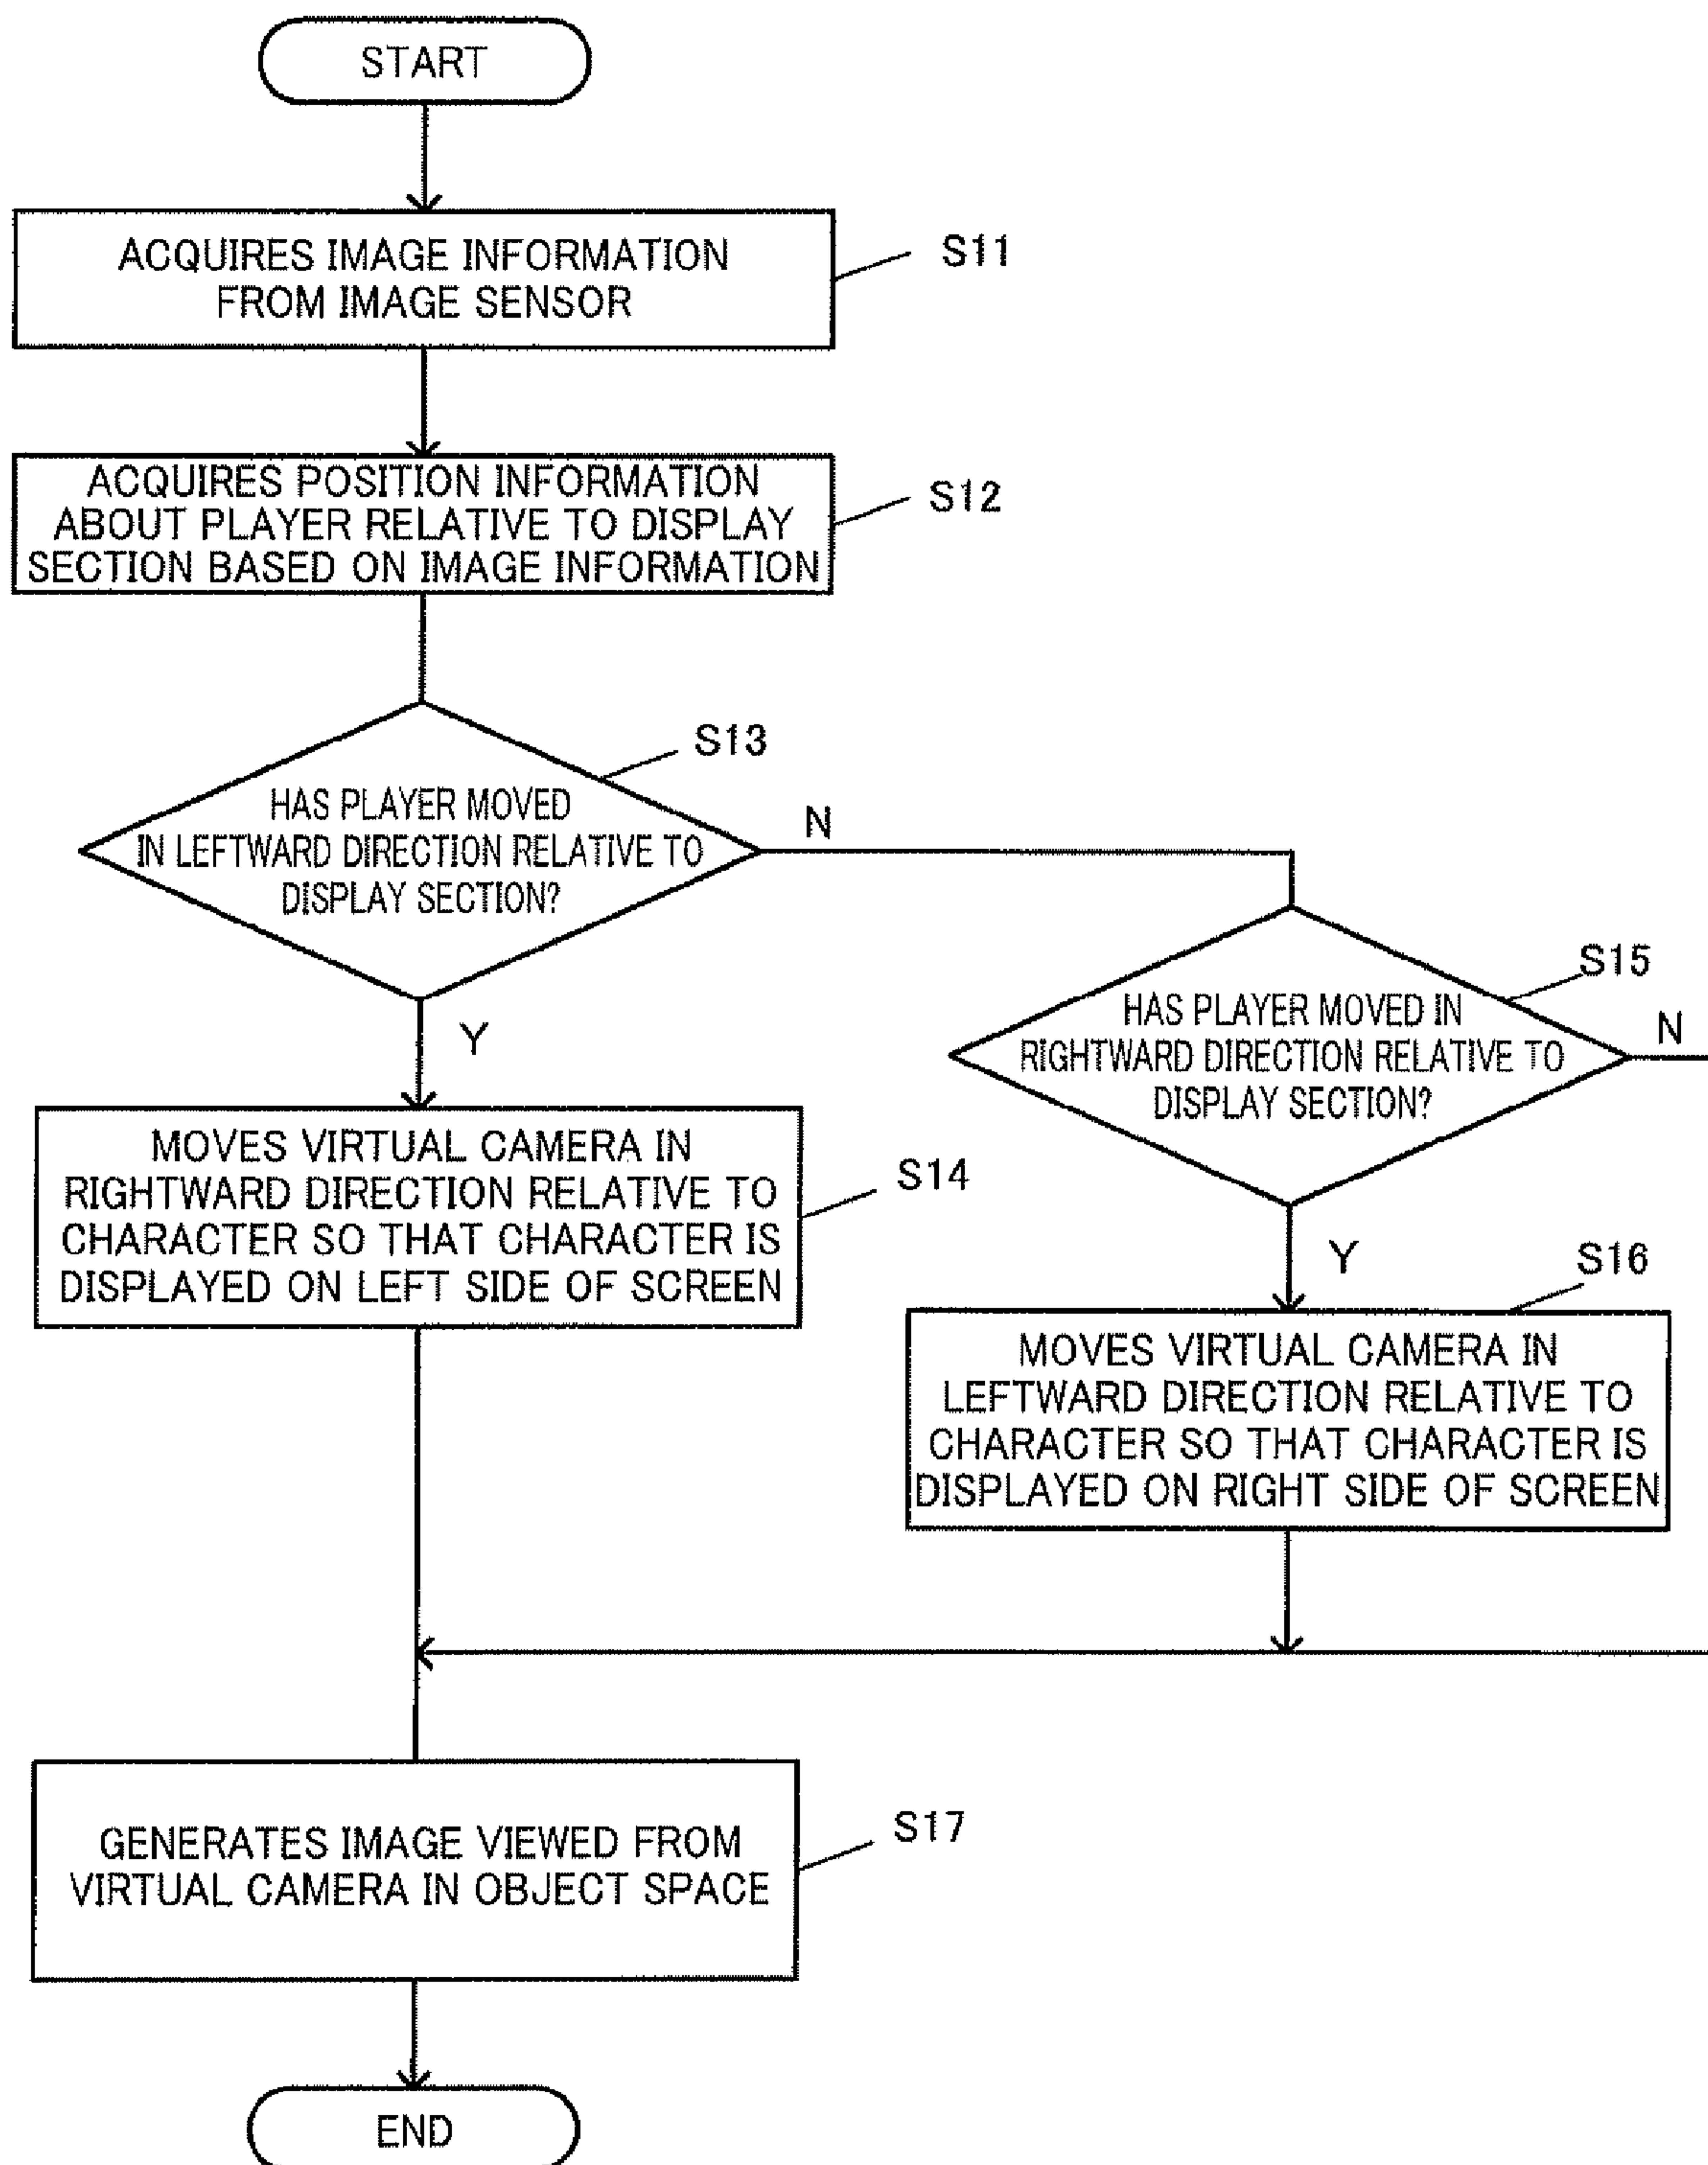 START
ACQUIRES IMAGE INFORMATION
FROM IMAGE SENSOR
S11
ACQUIRES POSITION INFORMATION
ABOUT PLAYER RELATIVE TO DISPLAY
SECTION BASED ON IMAGE INFORMATION
S12
S13
HAS PLAYER MOVED
IN LEFTWARD DIRECTION RELATIVE TO
DISPLAY SECTION?
N
Y
S15
HAS PLAYER MOVED IN
RIGHTWARD DIRECTION RELATIVE TO
DISPLAY SECTION?
N
Y
MOVES VIRTUAL CAMERA IN
RIGHTWARD DIRECTION RELATIVE TO
CHARACTER SO THAT CHARACTER IS
DISPLAYED ON LEFT SIDE OF SCREEN
S14
S16
MOVES VIRTUAL CAMERA IN
LEFTWARD DIRECTION RELATIVE TO
CHARACTER SO THAT CHARACTER IS
DISPLAYED ON RIGHT SIDE OF SCREEN
GENERATES IMAGE VIEWED FROM
VIRTUAL CAMERA IN OBJECT SPACE
S17
END